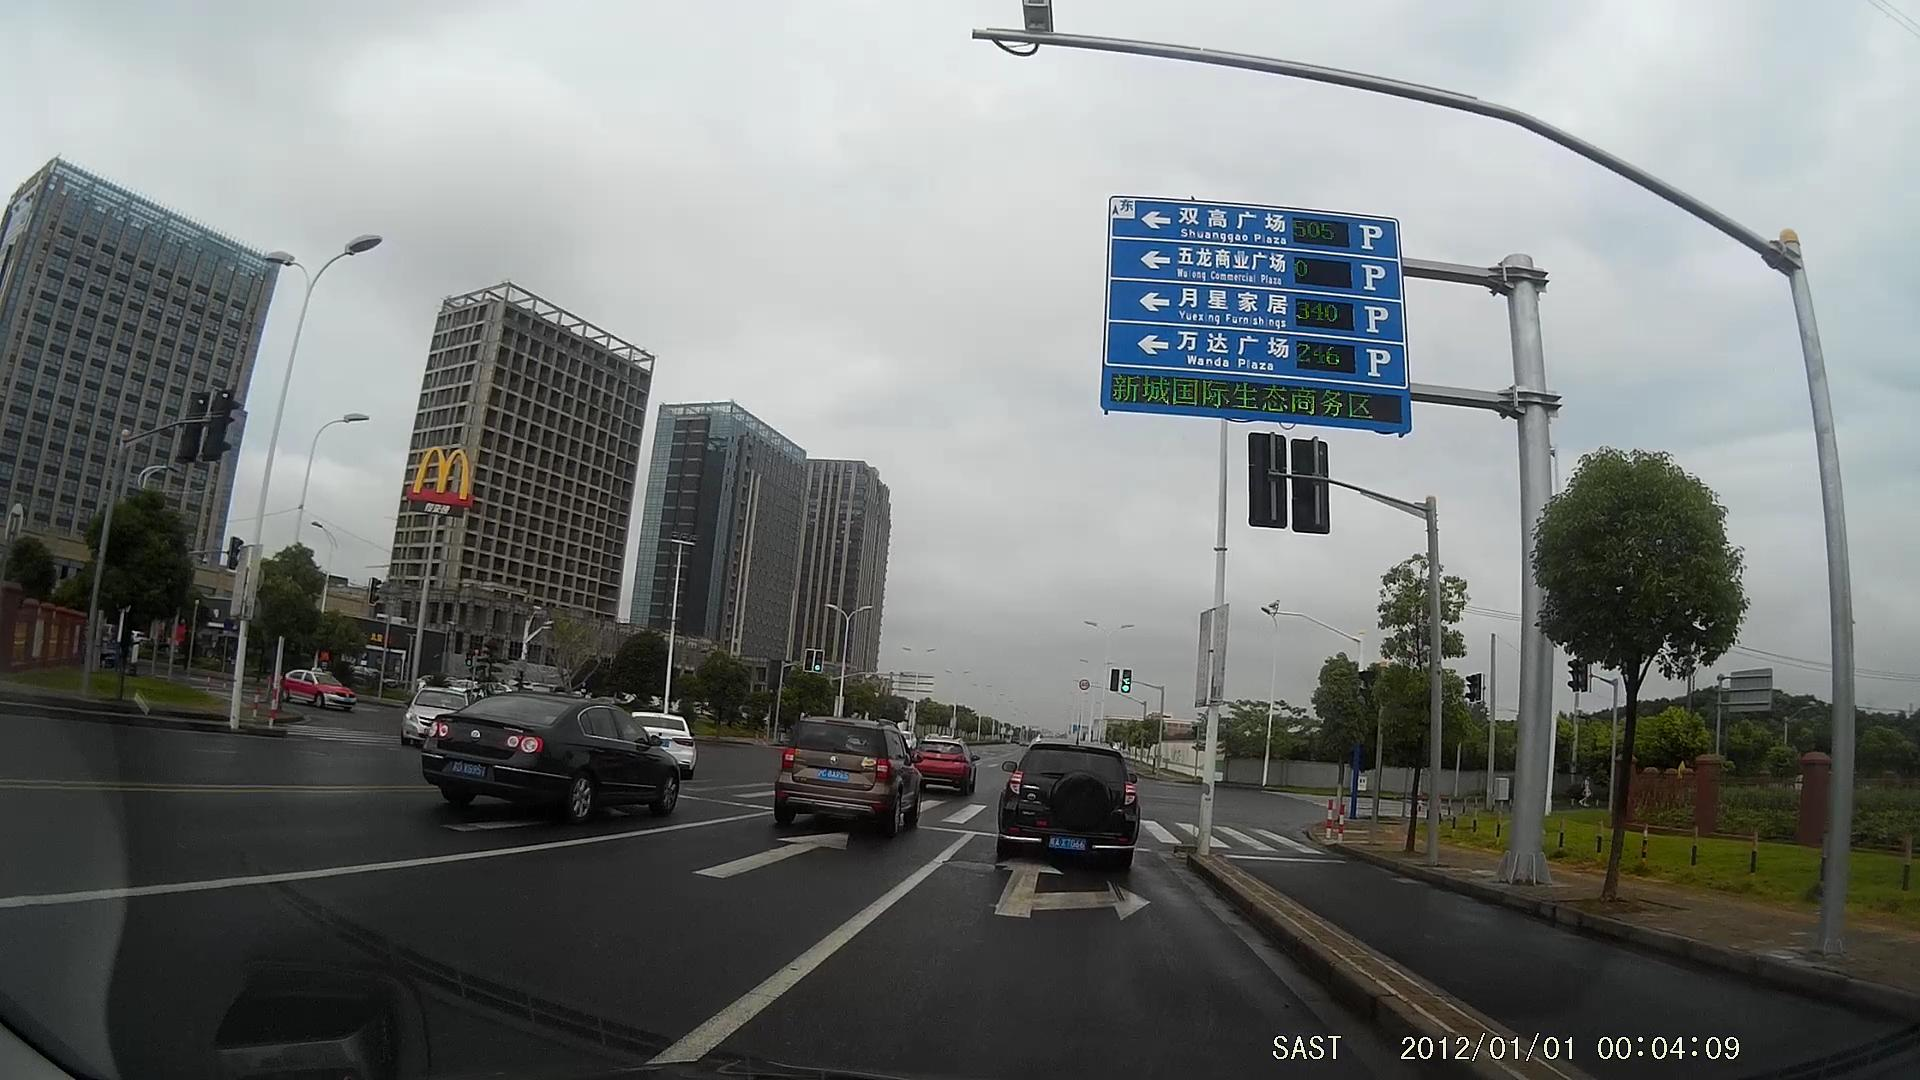 东
双高广场 505 P
Shuanggao Plaza
五龙商业广场 0 P
Wulong Commercial Plaza
月星家居 340 P
Yuexing Furnishings
万达广场 246 P
Wanda Plaza
新城国际生态商务区
SAST 2012/01/01 00:04:09